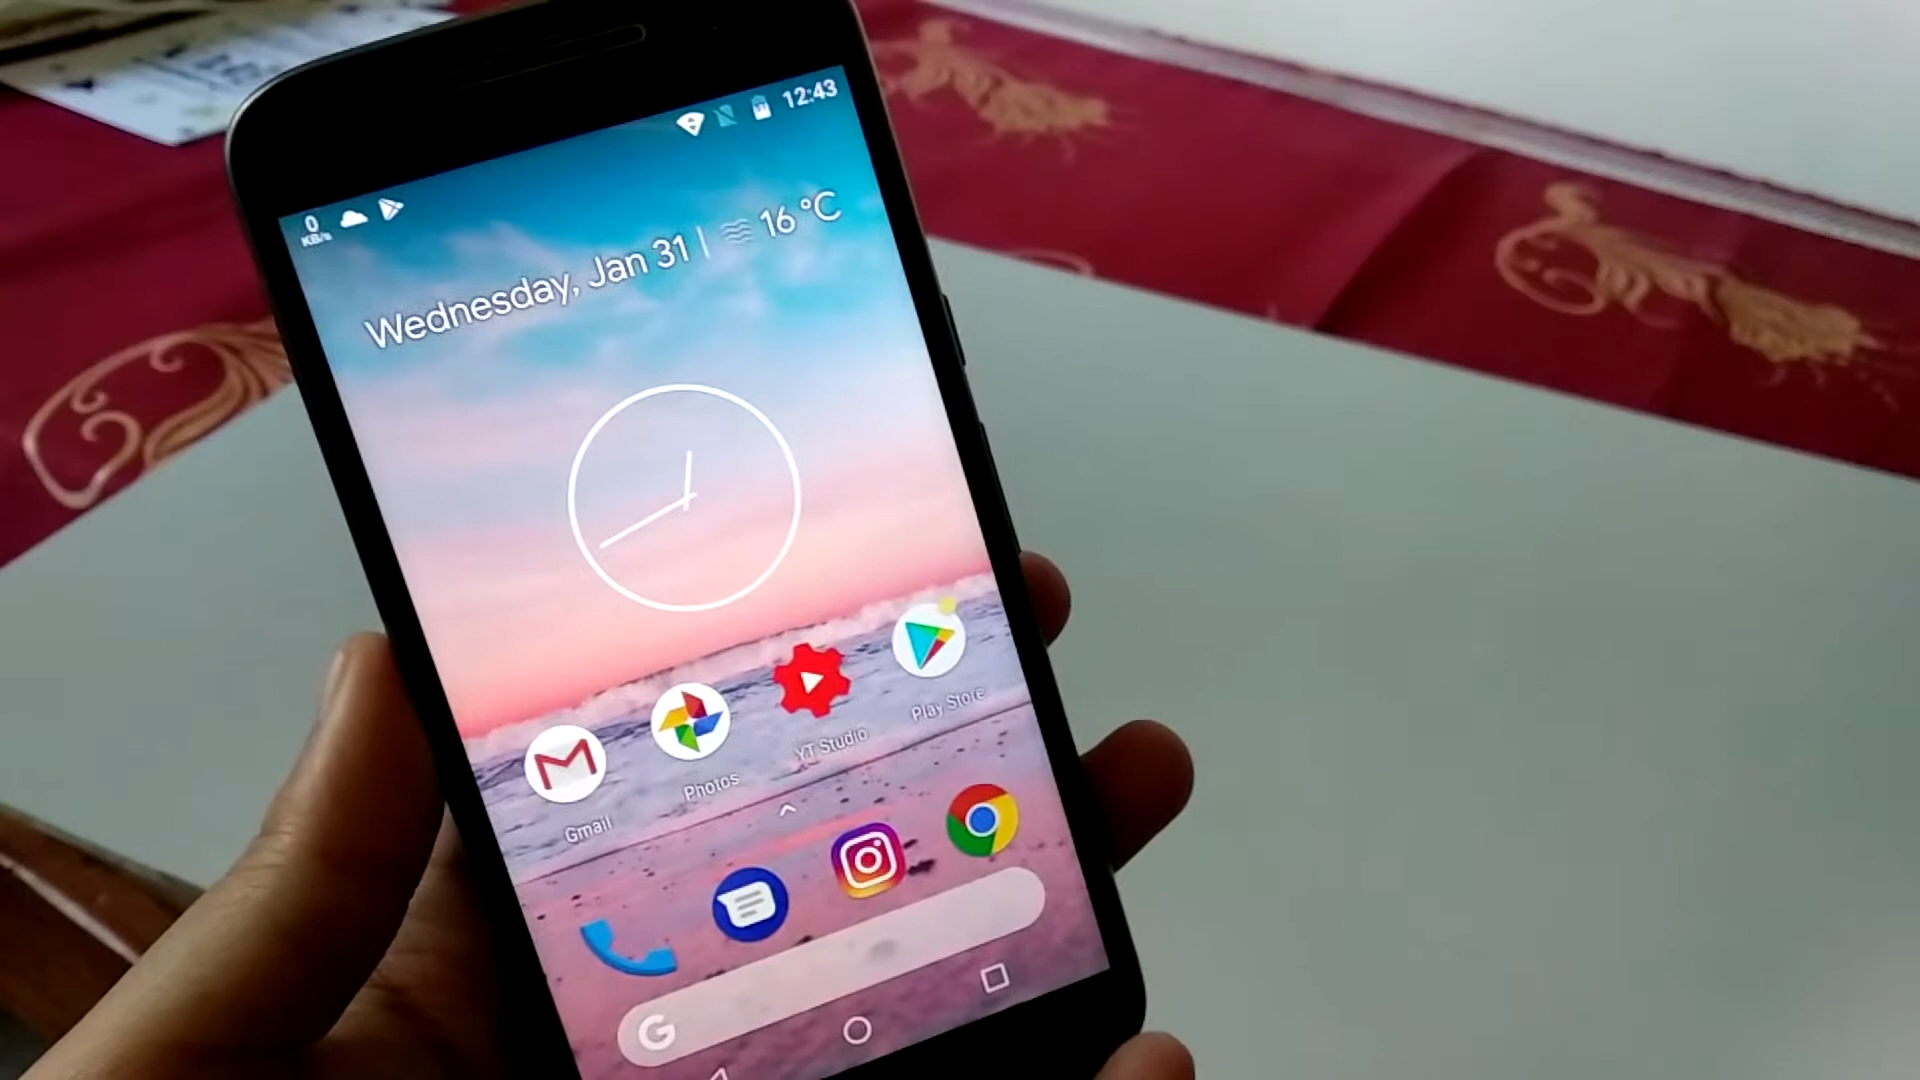 12:43
0
KB/s
Wednesday, Jan 31 | 16 °C
Gmail
Photos
YT Studio
Play Store
G